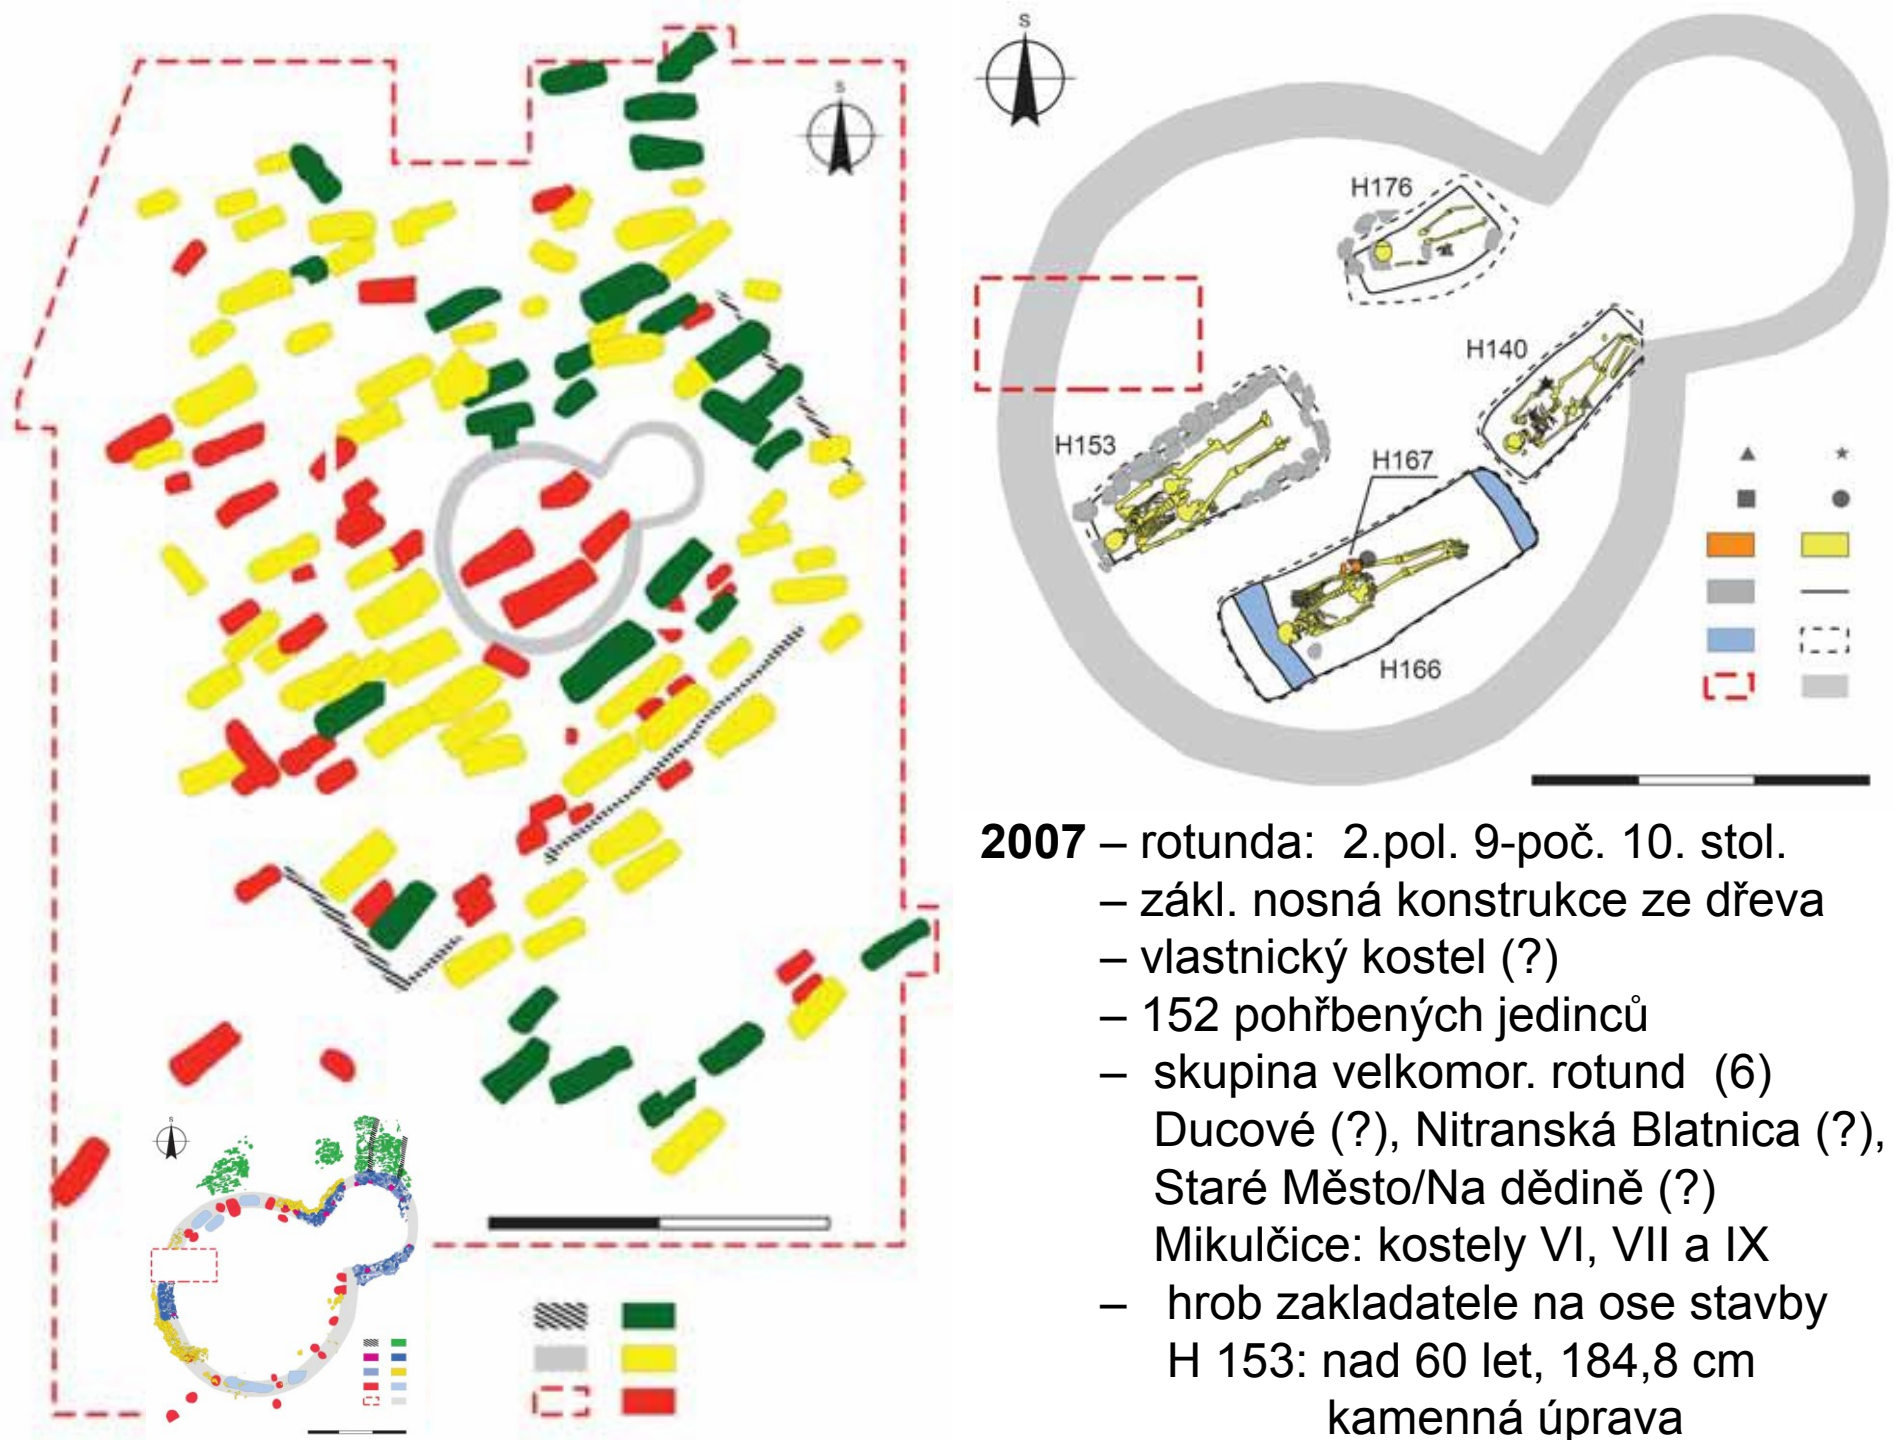 S
S
H176
H140
H153
H167
H166
S
2007 – rotunda: 2.pol. 9-poč. 10. stol.
– zákl. nosná konstrukce ze dřeva
– vlastnický kostel (?)
– 152 pohřbených jedinců
– skupina velkomor. rotund (6)
Ducové (?), Nitranská Blatnica (?),
Staré Město/Na dědině (?)
Mikulčice: kostely VI, VII a IX
– hrob zakladatele na ose stavby
H 153: nad 60 let, 184,8 cm
kamenná úprava